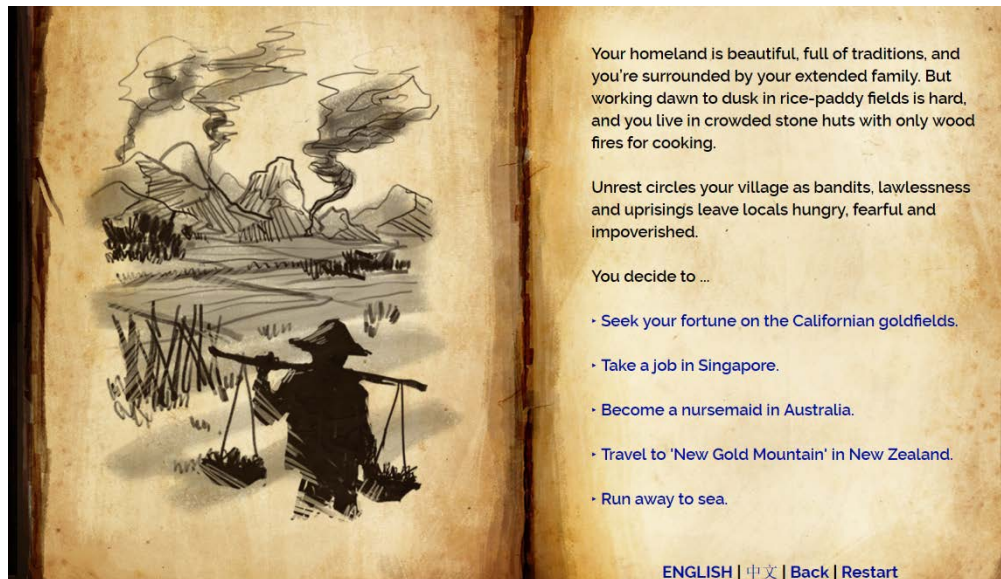 Your homeland is beautiful, full of traditions, and
you're surrounded by your extended family. But
working dawn to dusk in rice-paddy fields is hard,
and you live in crowded stone huts with only wood
fires for cooking.
Unrest circles your village as bandits, lawlessness
and uprisings leave locals hungry, fearful and
impoverished.
You decide to ...
‣ Seek your fortune on the Californian goldfields.
‣ Take a job in Singapore.
‣ Become a nursemaid in Australia.
‣ Travel to 'New Gold Mountain' in New Zealand.
‣ Run away to sea.
ENGLISH | 中文 | Back | Restart